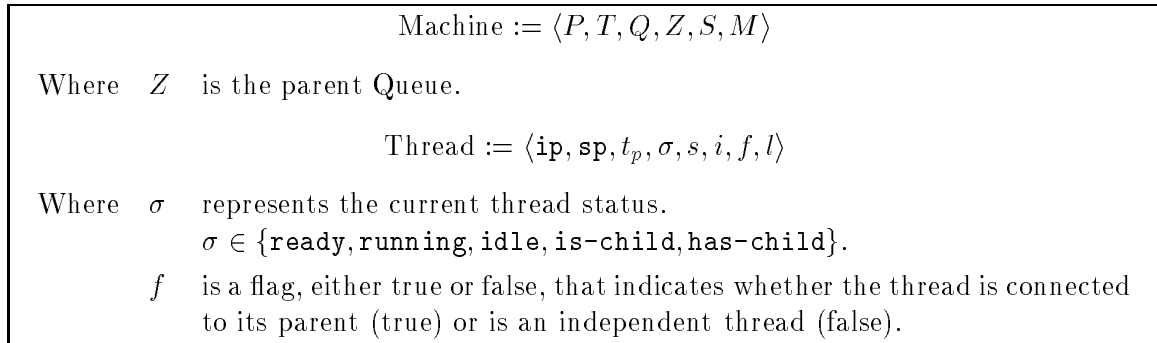 Machine := ⟨P, T, Q, Z, S, M⟩
Where Z is the parent Queue.
Thread := ⟨ip, sp, tₚ, σ, s, i, f, l⟩
Where σ represents the current thread status.
σ ∈ {ready, running, idle, is-child, has-child}.
f is a flag, either true or false, that indicates whether the thread is connected
to its parent (true) or is an independent thread (false).